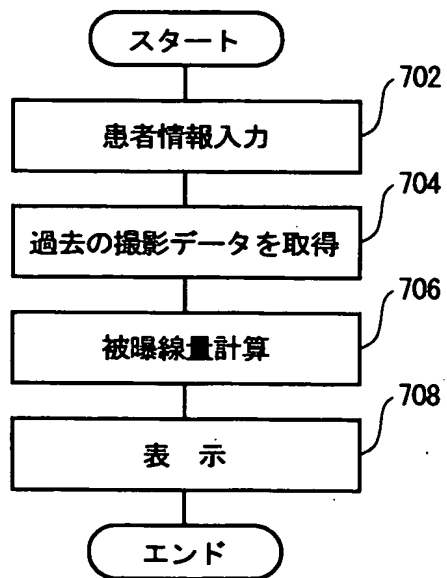 スタート
702
患者情報入力
704
過去の撮影データを取得
706
被曝線量計算
708
表 示
エンド